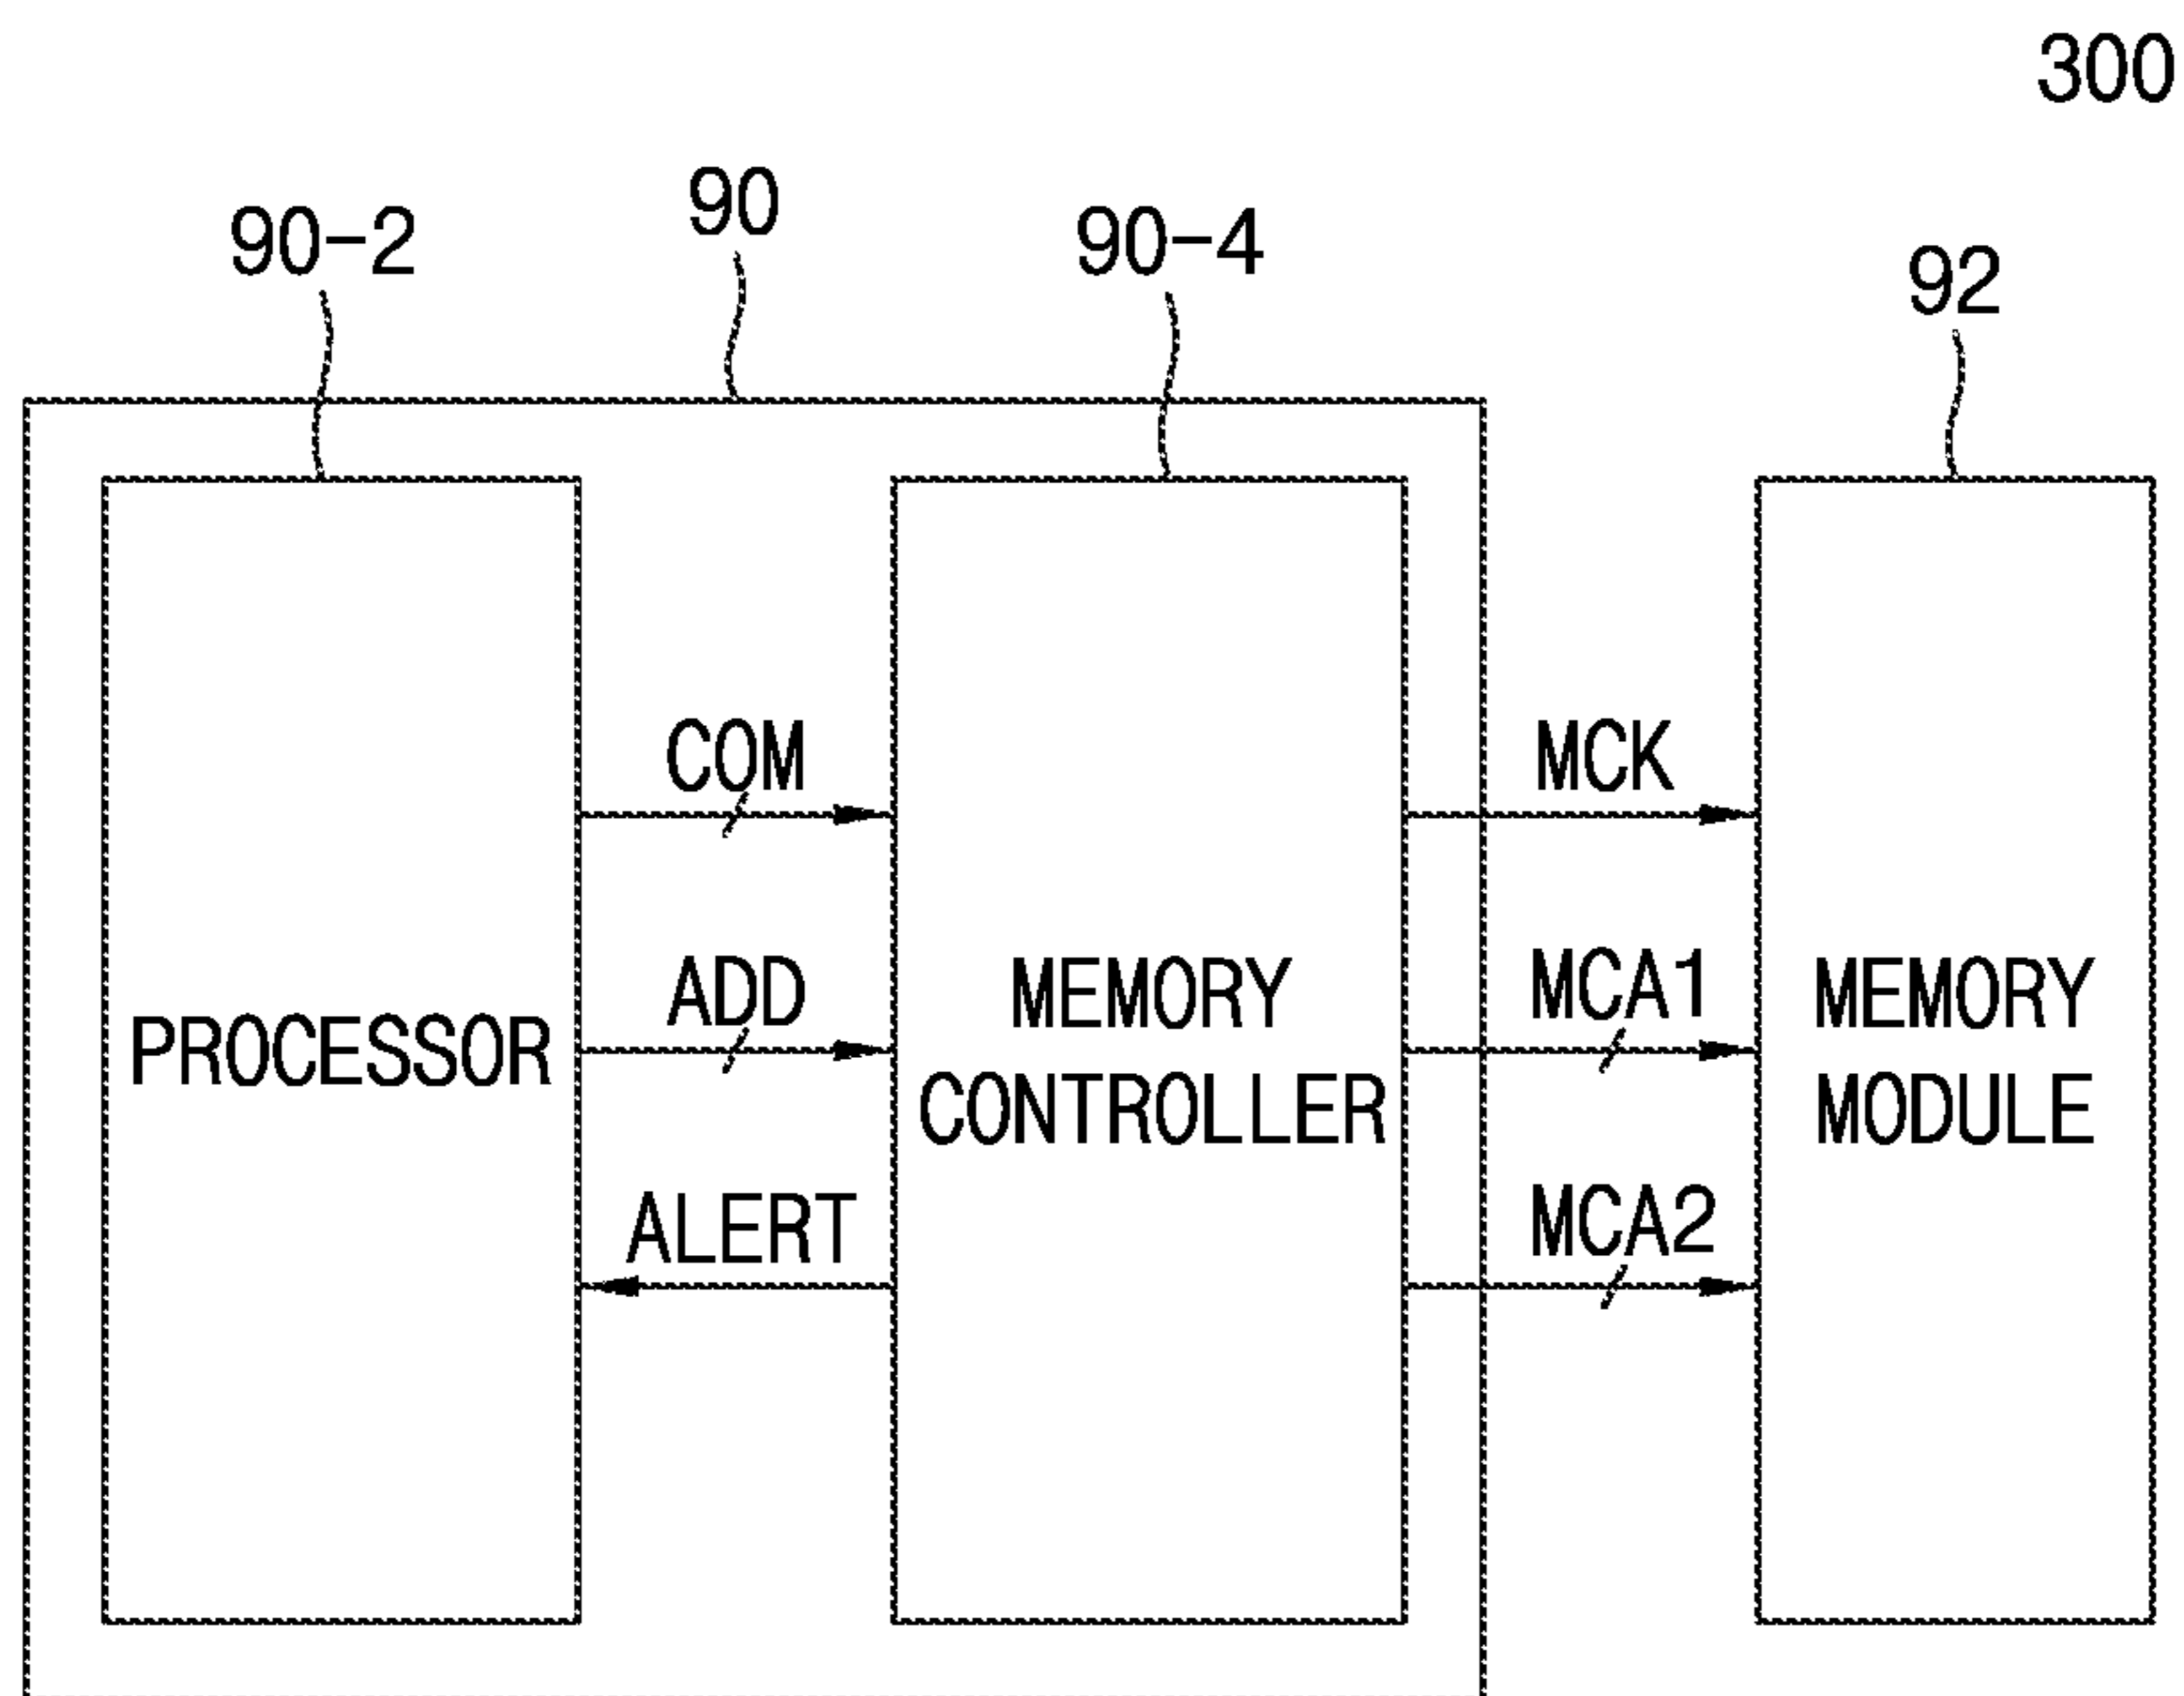 300
90
90-2
90-4
92
COM
MCK
ADD
MCA1
PROCESSOR
MEMORY
CONTROLLER
MEMORY
MODULE
ALERT
MCA2